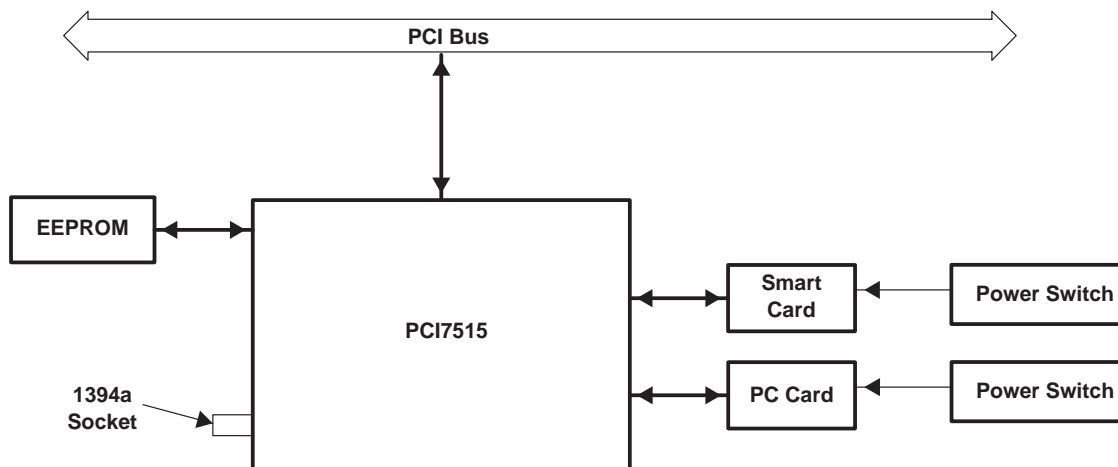 PCI Bus
EEPROM
PCI7515
Smart
Card
Power Switch
PC Card
Power Switch
1394a
Socket